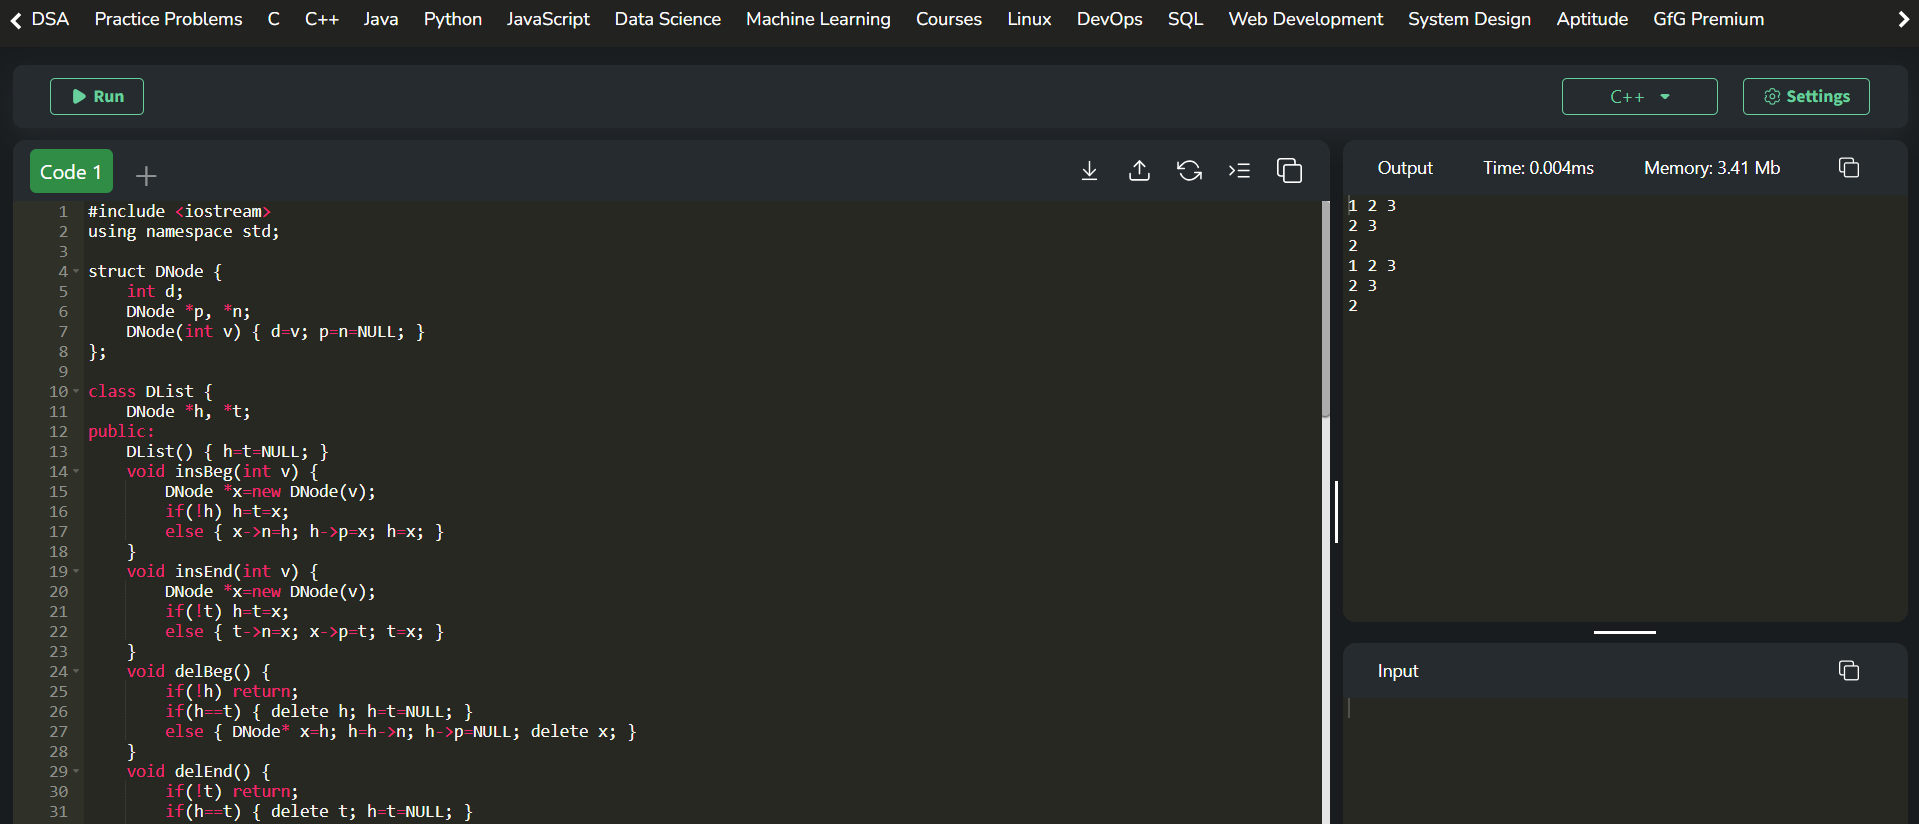 DSA Practice Problems C C++ Java Python JavaScript Data Science Machine Learning Courses Linux DevOps SQL Web Development System Design Aptitude GfG Premium
Run C++ Settings
Code 1
1 #include <iostream>
2 using namespace std;
3
4 struct DNode {
5     int d;
6     DNode *p, *n;
7     DNode(int v) { d=v; p=n=NULL; }
8 };
9
10 class DList {
11     DNode *h, *t;
12 public:
13     DList() { h=t=NULL; }
14     void insBeg(int v) {
15         DNode *x=new DNode(v);
16         if(!h) h=t=x;
17         else { x->n=h; h->p=x; h=x; }
18     }
19     void insEnd(int v) {
20         DNode *x=new DNode(v);
21         if(!t) h=t=x;
22         else { t->n=x; x->p=t; t=x; }
23     }
24     void delBeg() {
25         if(!h) return;
26         if(h==t) { delete h; h=t=NULL; }
27         else { DNode* x=h; h=h->n; h->p=NULL; delete x; }
28     }
29     void delEnd() {
30         if(!t) return;
31         if(h==t) { delete t; h=t=NULL; }
Output Time: 0.004ms Memory: 3.41 Mb
1 2 3
2 3
2
1 2 3
2 3
2
Input